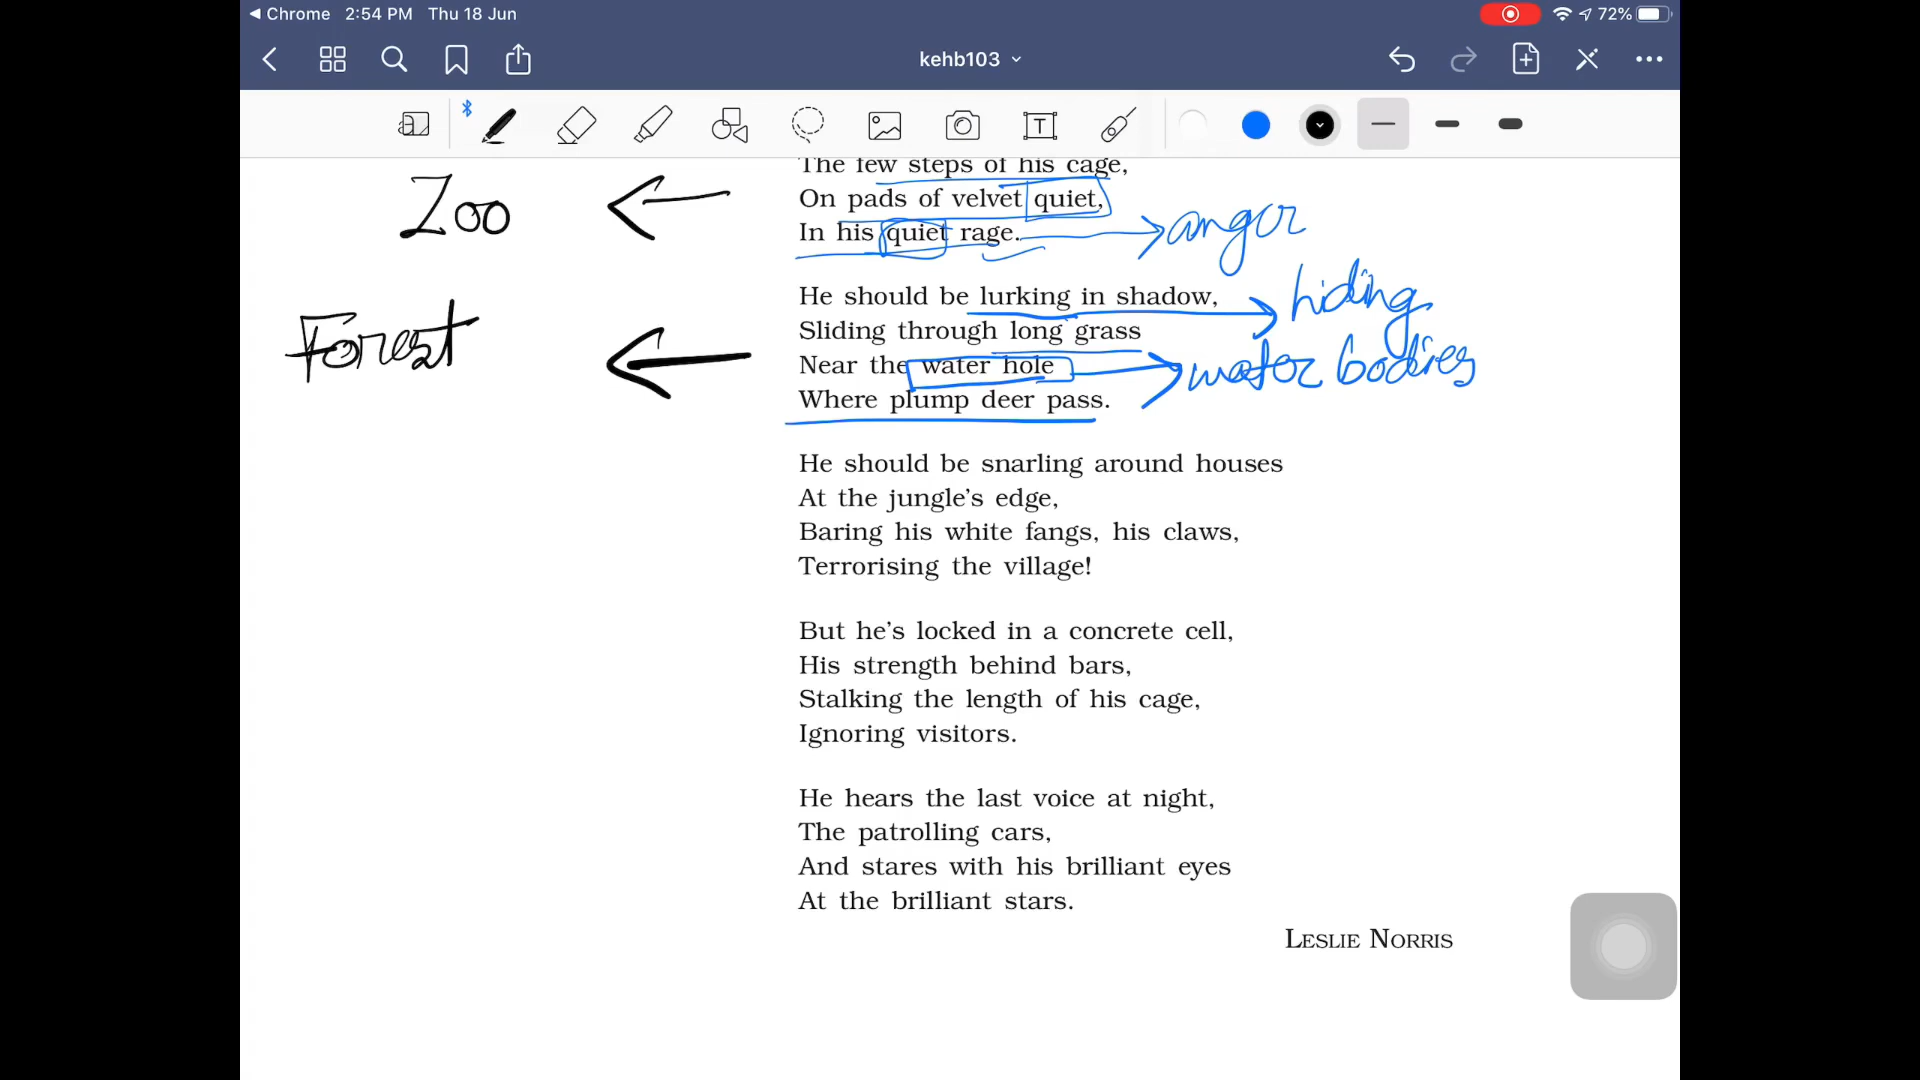 Chrome 2:54 PM Thu 18 Jun 72%
kehb103
The few steps of his cage,
Zoo
On pads of velvet quiet,
In his quiet rage. anger
He should be lurking in shadow, hiding
Sliding through long grass
Forest
Near the water hole water bodies
Where plump deer pass.
He should be snarling around houses
At the jungle’s edge,
Baring his white fangs, his claws,
Terrorising the village!
But he’s locked in a concrete cell,
His strength behind bars,
Stalking the length of his cage,
Ignoring visitors.
He hears the last voice at night,
The patrolling cars,
And stares with his brilliant eyes
At the brilliant stars.
LESLIE NORRIS